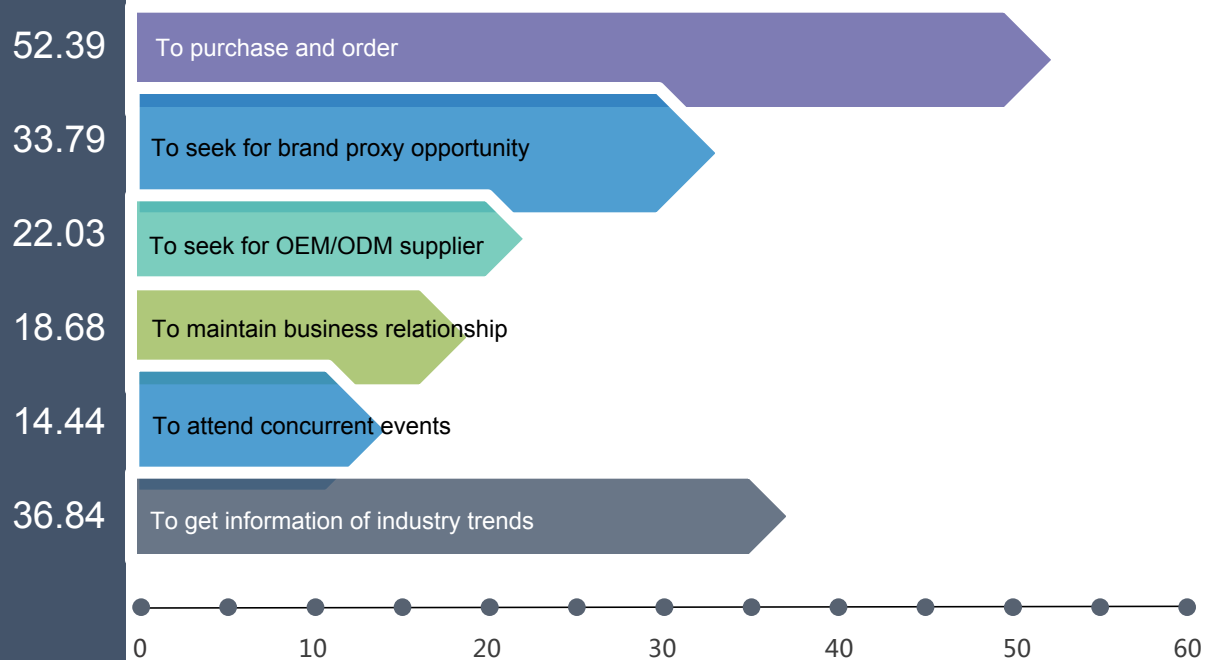 52.39 To purchase and order
33.79 To seek for brand proxy opportunity
22.03 To seek for OEM/ODM supplier
18.68 To maintain business relationship
14.44 To attend concurrent events
36.84 To get information of industry trends
0 10 20 30 40 50 60